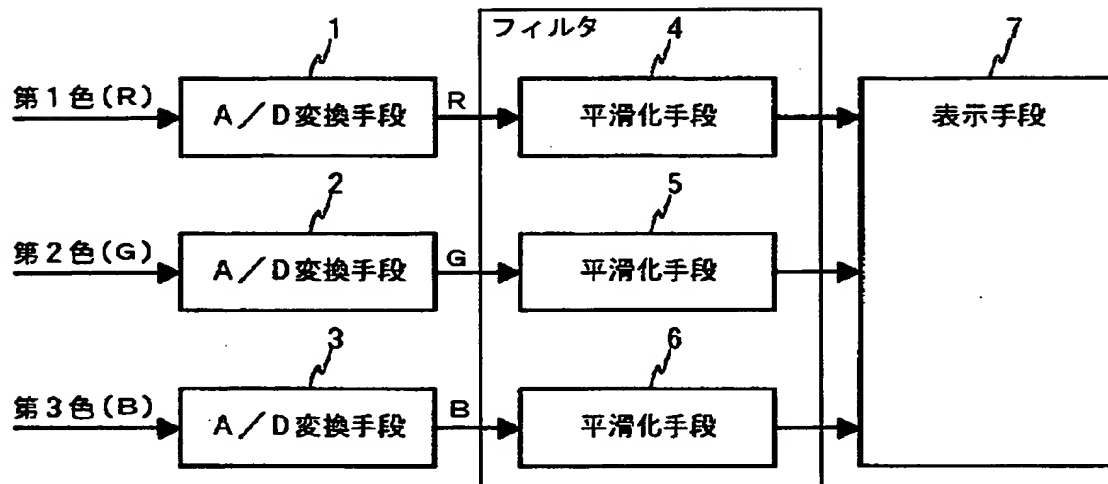 1
フィルタ
4
7
第1色(R)
A/D変換手段
R
平滑化手段
表示手段
2
5
第2色(G)
A/D変換手段
G
平滑化手段
3
6
第3色(B)
A/D変換手段
B
平滑化手段